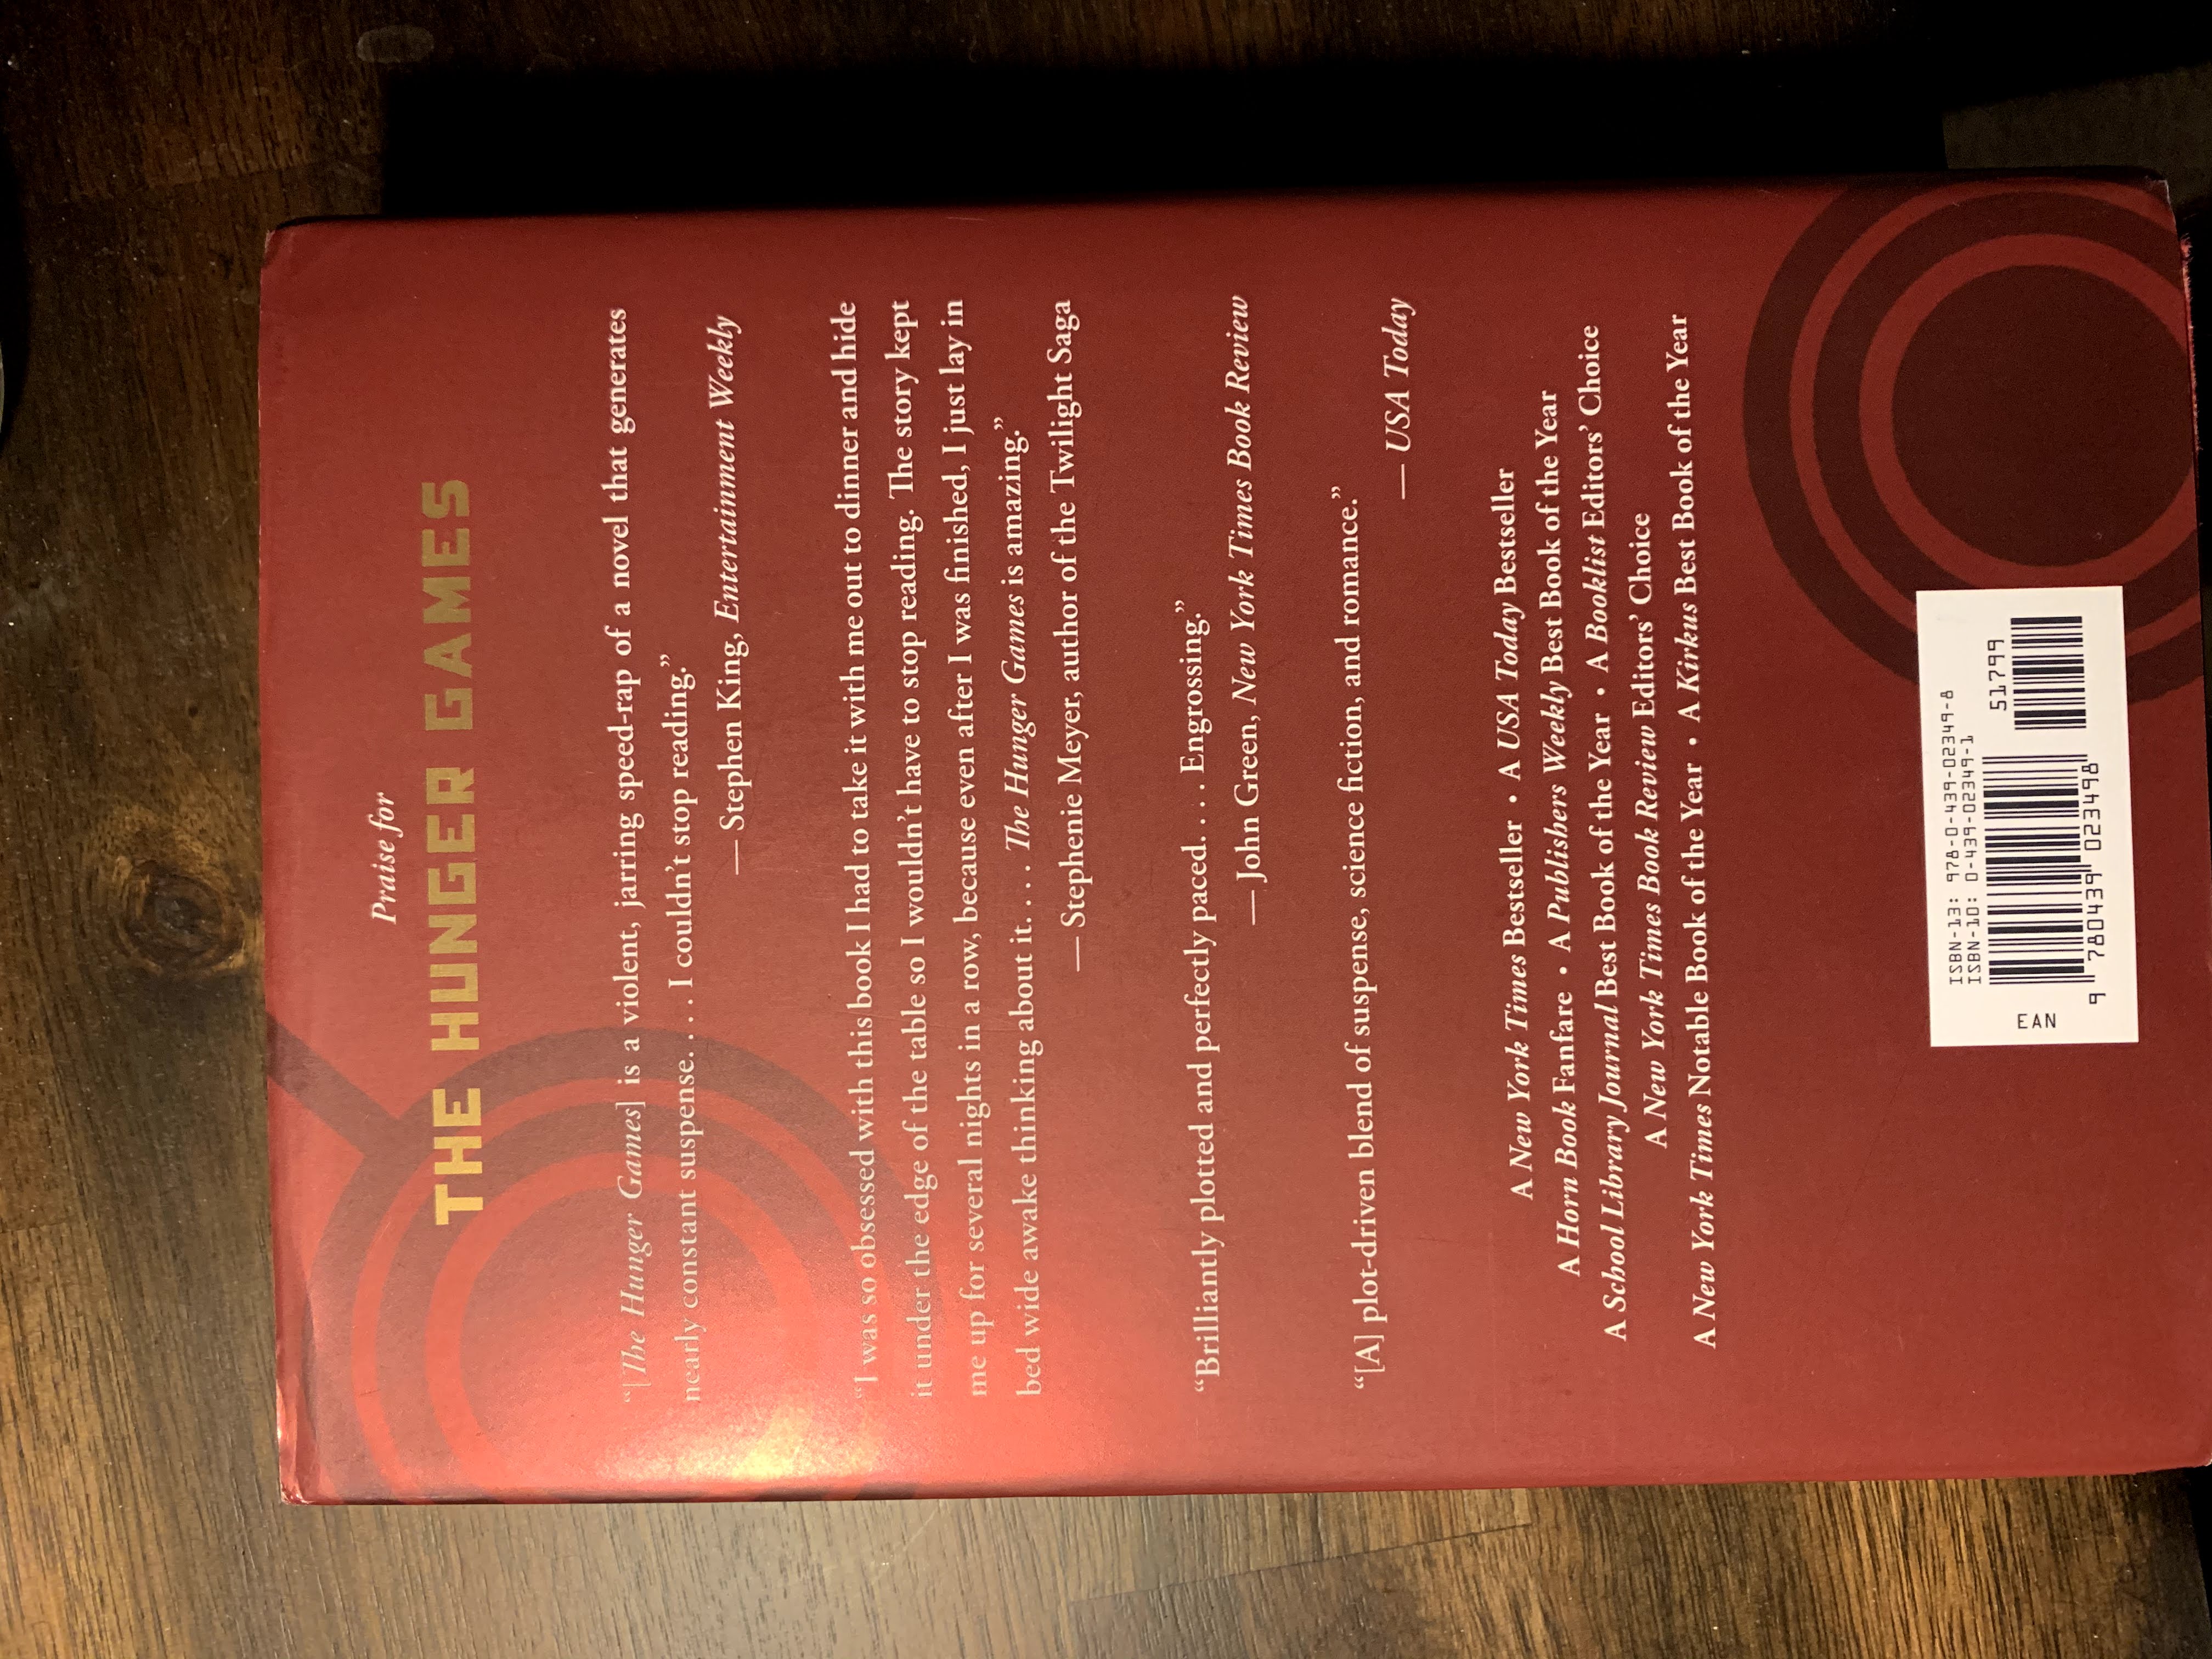 Praise for
THE HUNGER GAMES
“[The Hunger Games] is a violent, jarring speed-rap of a novel that generates
nearly constant suspense. . . . I couldn’t stop reading.”
— Stephen King, Entertainment Weekly
“I was so obsessed with this book I had to take it with me out to dinner and hide
it under the edge of the table so I wouldn’t have to stop reading. The story kept
me up for several nights in a row, because even after I was finished, I just lay in
bed wide awake thinking about it. . . . The Hunger Games is amazing.”
— Stephenie Meyer, author of the Twilight Saga
“Brilliantly plotted and perfectly paced. . . . Engrossing.”
— John Green, New York Times Book Review
“[A] plot-driven blend of suspense, science fiction, and romance.”
— USA Today
A New York Times Bestseller • A USA Today Bestseller
A Horn Book Fanfare • A Publishers Weekly Best Book of the Year
A School Library Journal Best Book of the Year • A Booklist Editors’ Choice
A New York Times Book Review Editors’ Choice
A New York Times Notable Book of the Year • A Kirkus Best Book of the Year
ISBN-13: 978-0-439-02349-8
ISBN-10: 0-439-02349-1
51799
EAN
9 780439 023498